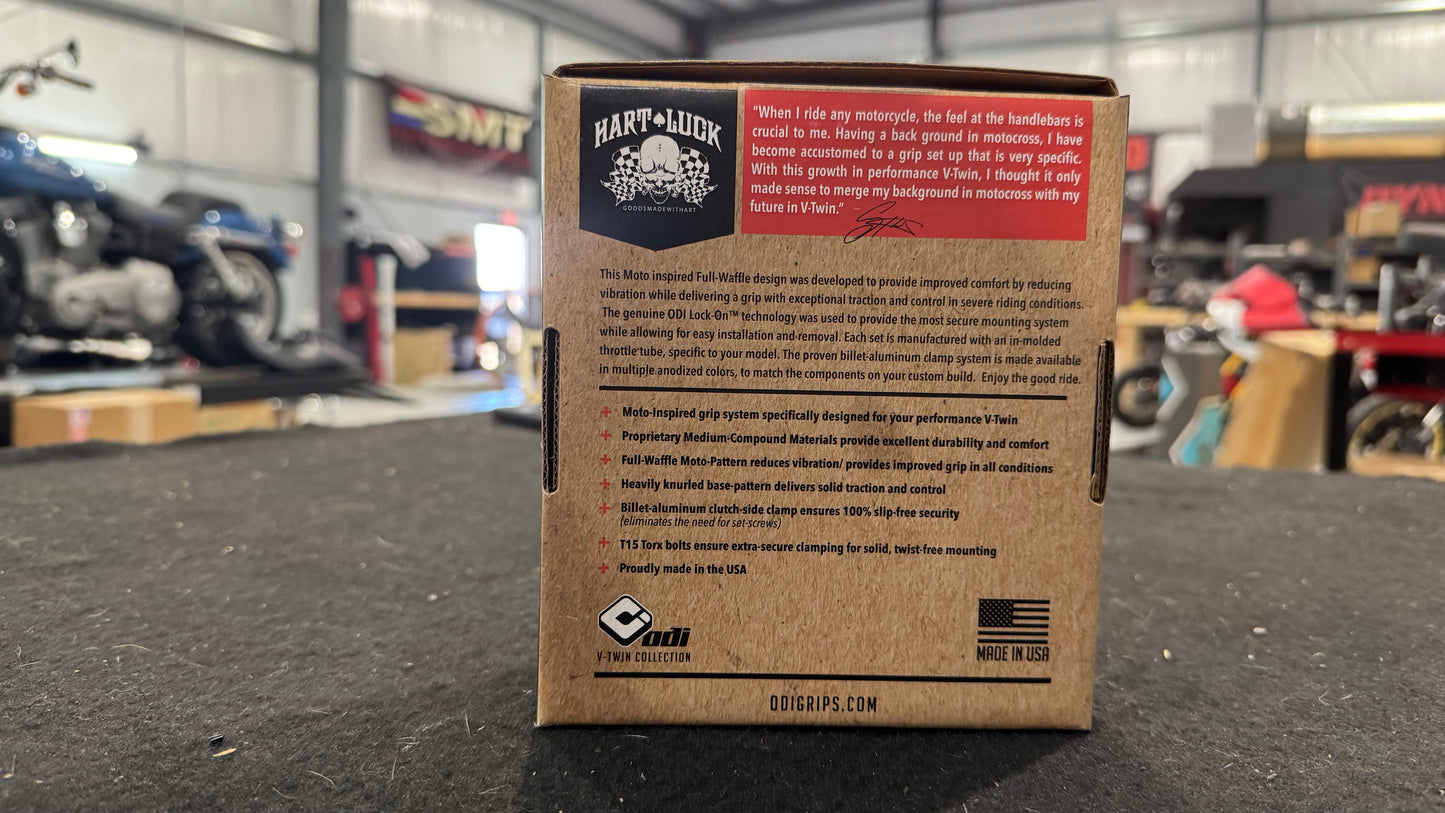 SMT
HART LUCK
GOODSMADEWITHART
"When I ride any motorcycle, the feel at the handlebars is
crucial to me. Having a back ground in motocross, I have
become accustomed to a grip set up that is very specific.
With this growth in performance V-Twin, I thought it only
made sense to merge my background in motocross with my
future in V-Twin."
This Moto inspired Full-Waffle design was developed to provide improved comfort by reducing
vibration while delivering a grip with exceptional traction and control in severe riding conditions.
The genuine ODI Lock-On™ technology was used to provide the most secure mounting system
while allowing for easy installation and removal. Each set is manufactured with an in-molded
throttle tube, specific to your model. The proven billet-aluminum clamp system is made available
in multiple anodized colors, to match the components on your custom build. Enjoy the good ride.
+ Moto-Inspired grip system specifically designed for your performance V-Twin
+ Proprietary Medium-Compound Materials provide excellent durability and comfort
+ Full-Waffle Moto-Pattern reduces vibration/ provides improved grip in all conditions
+ Heavily knurled base-pattern delivers solid traction and control
+ Billet-aluminum clutch-side clamp ensures 100% slip-free security
(eliminates the need for set-screws)
+ T15 Torx bolts ensure extra-secure clamping for solid, twist-free mounting
+ Proudly made in the USA
odi
V-TWIN COLLECTION
MADE IN USA
ODIGRIPS.COM